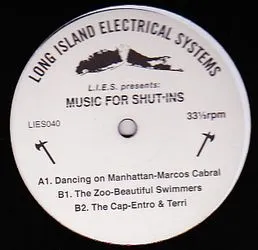 LONG ISLAND ELECTRICAL SYSTEMS
L.I.E.S. presents:
MUSIC FOR SHUT-INS
LIES040
33⅓rpm
A1. Dancing on Manhattan-Marcos Cabral
B1. The Zoo-Beautiful Swimmers
B2. The Cap-Entro & Terri